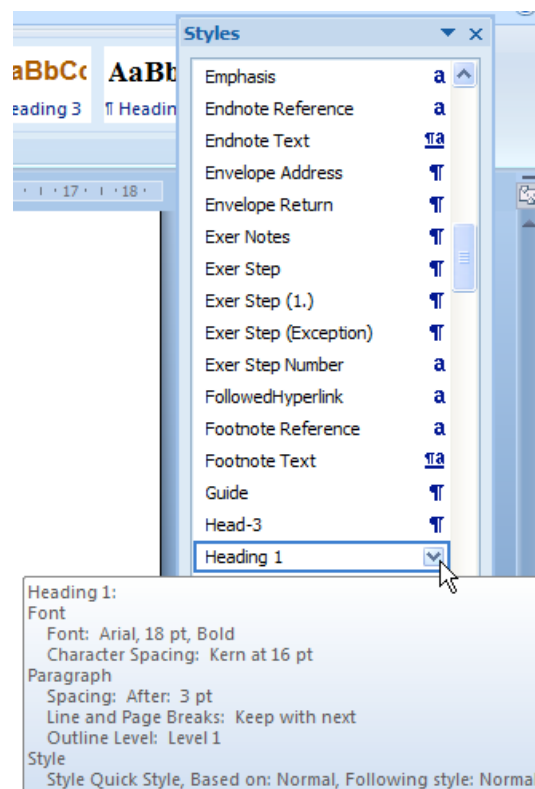 Styles
aBbCc AaBb
eading 3 ¶ Headin
17 18
Emphasis a
Endnote Reference a
Endnote Text ¶a
Envelope Address ¶
Envelope Return ¶
Exer Notes ¶
Exer Step ¶
Exer Step (1.) ¶
Exer Step (Exception) ¶
Exer Step Number a
FollowedHyperlink a
Footnote Reference a
Footnote Text ¶a
Guide ¶
Head-3 ¶
Heading 1
Heading 1:
Font
Font: Arial, 18 pt, Bold
Character Spacing: Kern at 16 pt
Paragraph
Spacing: After: 3 pt
Line and Page Breaks: Keep with next
Outline Level: Level 1
Style
Style Quick Style, Based on: Normal, Following style: Normal